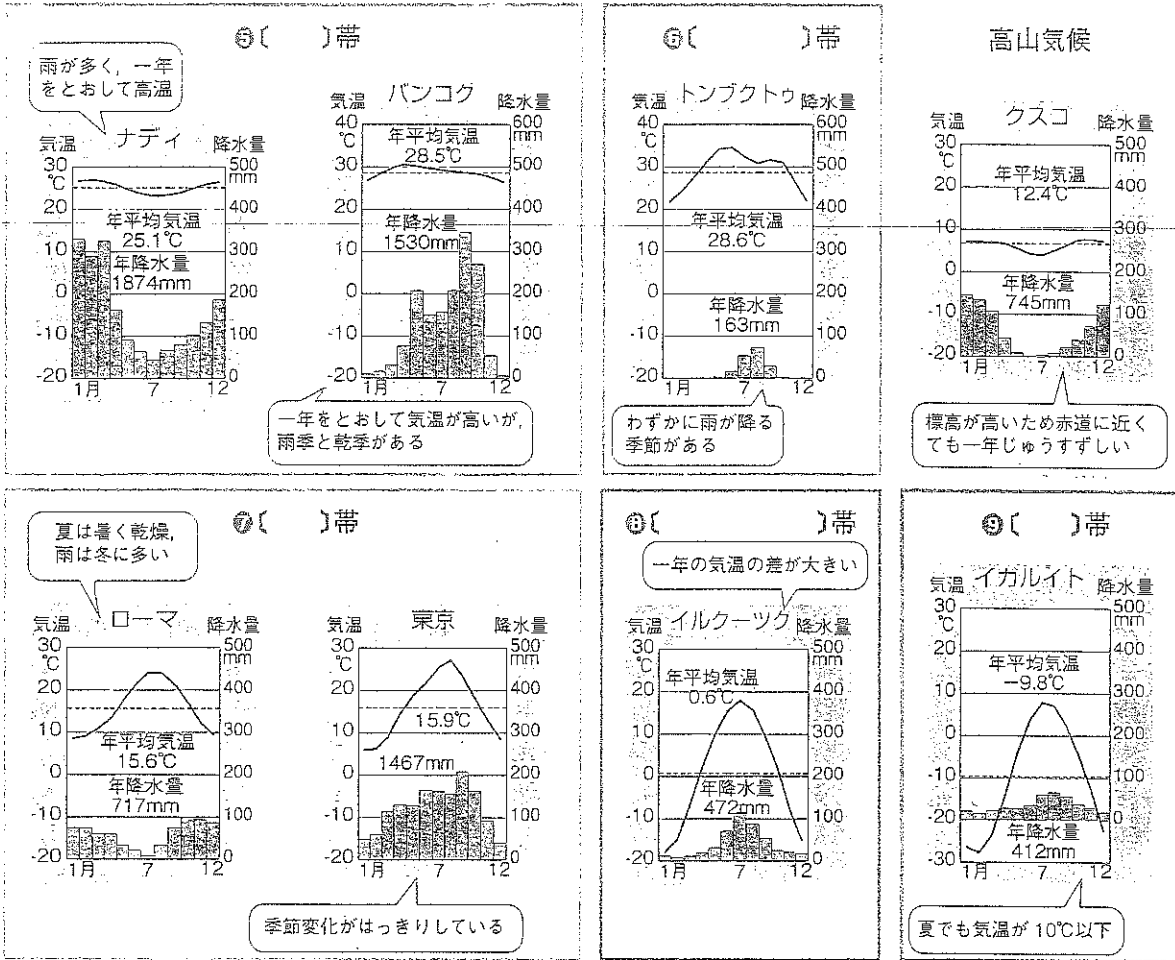 ❺〔　　　〕帯
雨が多く，一年
をとおして高温
気温 ナディ 降水量
30
℃
20
10
0
-10
-20
500
mm
400
300
200
100
0
年平均気温
25.1℃
年降水量
1874mm
1月 7 12
気温 バンコク 降水量
40
℃
30
20
10
0
-10
-20
600
mm
500
400
300
200
100
0
年平均気温
28.5℃
年降水量
1530mm
1月 7 12
一年をとおして気温が高いが，
雨季と乾季がある
❻〔　　　〕帯
気温 トンブクトゥ 降水量
40
℃
30
20
10
0
-10
-20
600
mm
500
400
300
200
100
0
年平均気温
28.6℃
年降水量
163mm
1月 7 12
わずかに雨が降る
季節がある
高山気候
気温 クスコ 降水量
30
℃
20
10
0
-10
-20
500
mm
400
300
200
100
0
年平均気温
12.4℃
年降水量
745mm
1月 7 12
標高が高いため赤道に近く
ても一年じゅうすずしい
❼〔　　　〕帯
夏は暑く乾燥，
雨は冬に多い
気温 ローマ 降水量
30
℃
20
10
0
-10
-20
500
mm
400
300
200
100
0
年平均気温
15.6℃
年降水量
717mm
1月 7 12
気温 東京 降水量
30
℃
20
10
0
-10
-20
500
mm
400
300
200
100
0
15.9℃
1467mm
1月 7 12
季節変化がはっきりしている
❽〔　　　〕帯
一年の気温の差が大きい
気温 イルクーツク 降水量
30
℃
20
10
0
-10
-20
500
mm
400
300
200
100
0
年平均気温
0.6℃
年降水量
472mm
1月 7 12
❾〔　　　〕帯
気温 イカルイト 降水量
30
℃
20
10
0
-10
-20
-30
500
mm
400
300
200
100
0
年平均気温
−9.8℃
年降水量
412mm
1月 7 12
夏でも気温が10℃以下